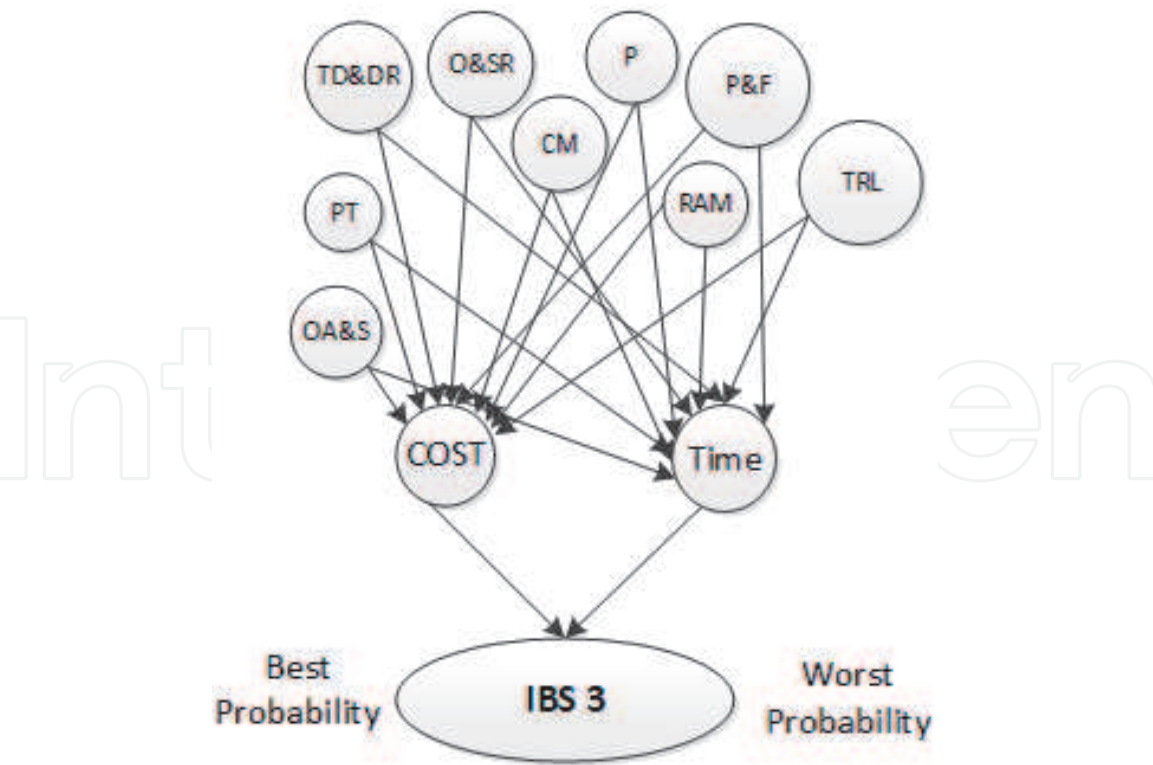 TD&DR
O&SR
P
P&F
CM
TRL
PT
RAM
OA&S
COST
Time
Best
Probability
IBS 3
Worst
Probability